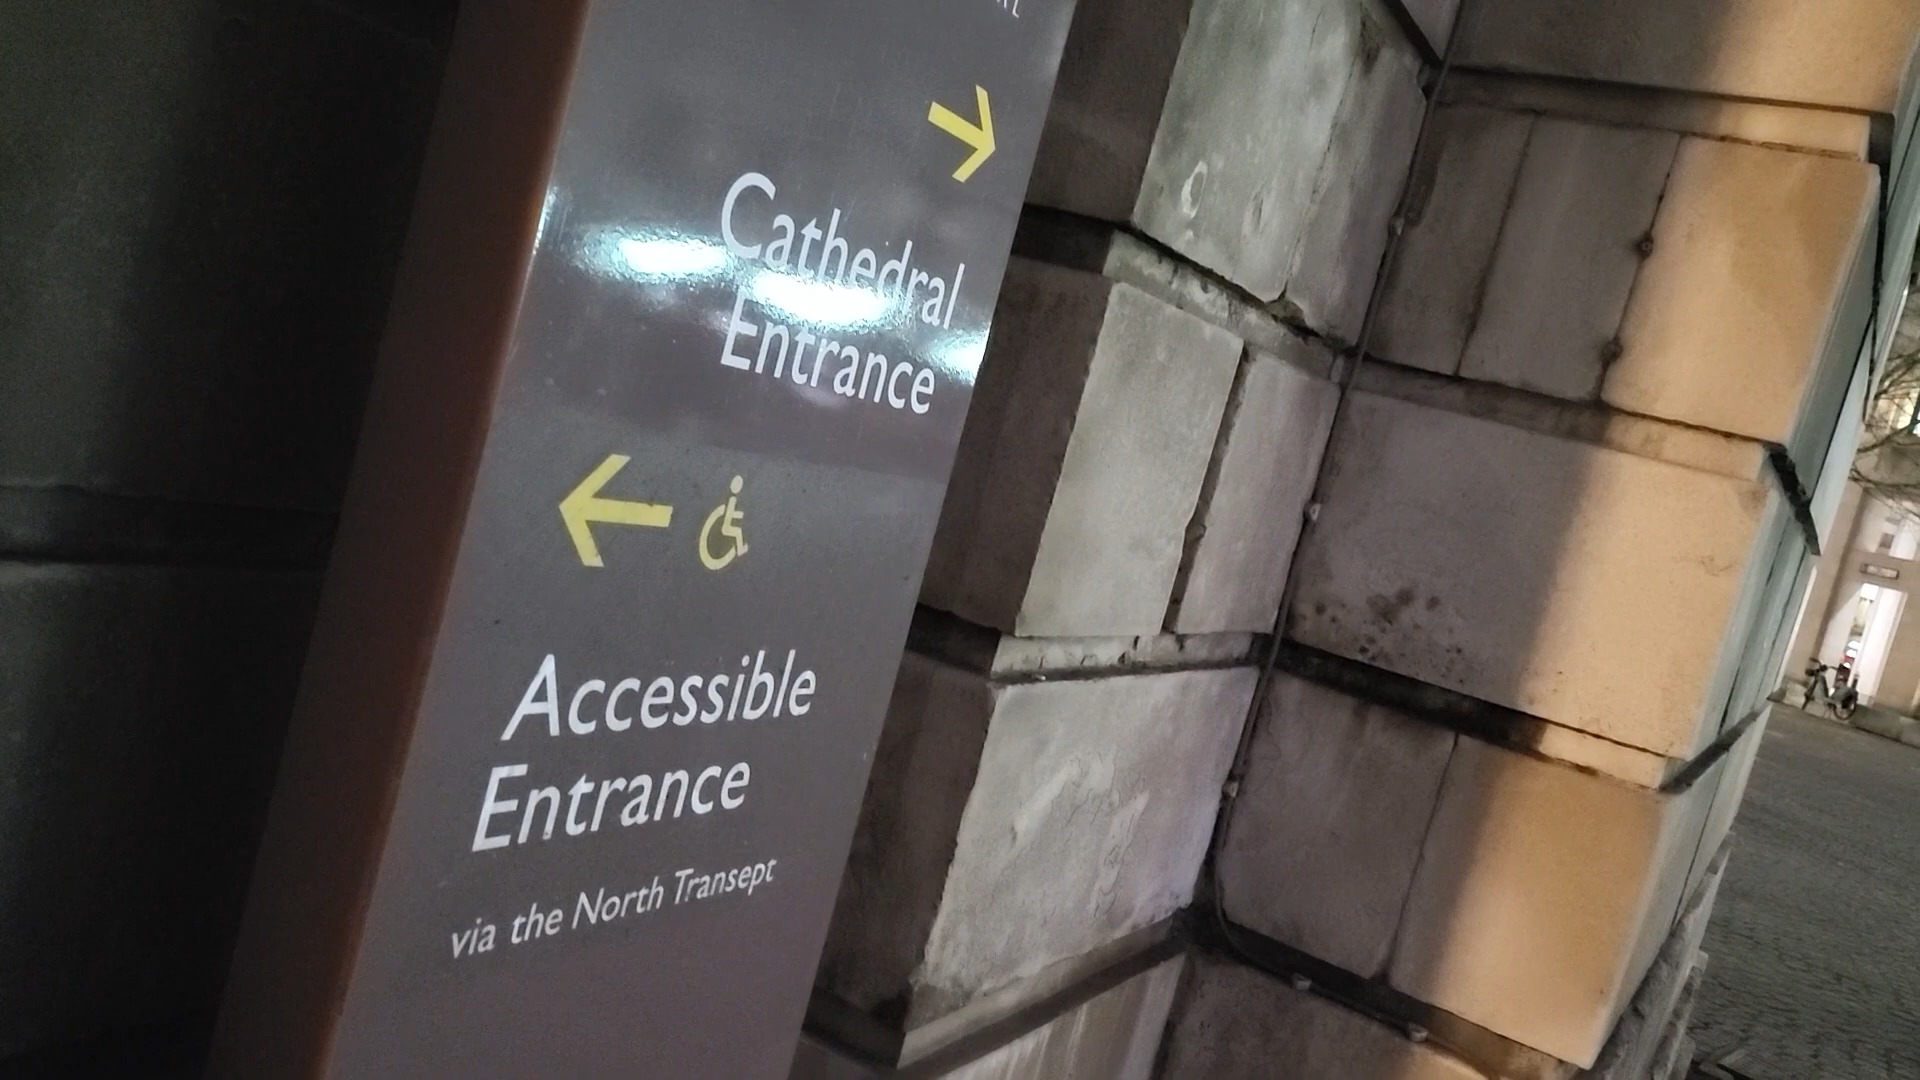 Cathedral
Entrance
Accessible
Entrance
via the North Transept